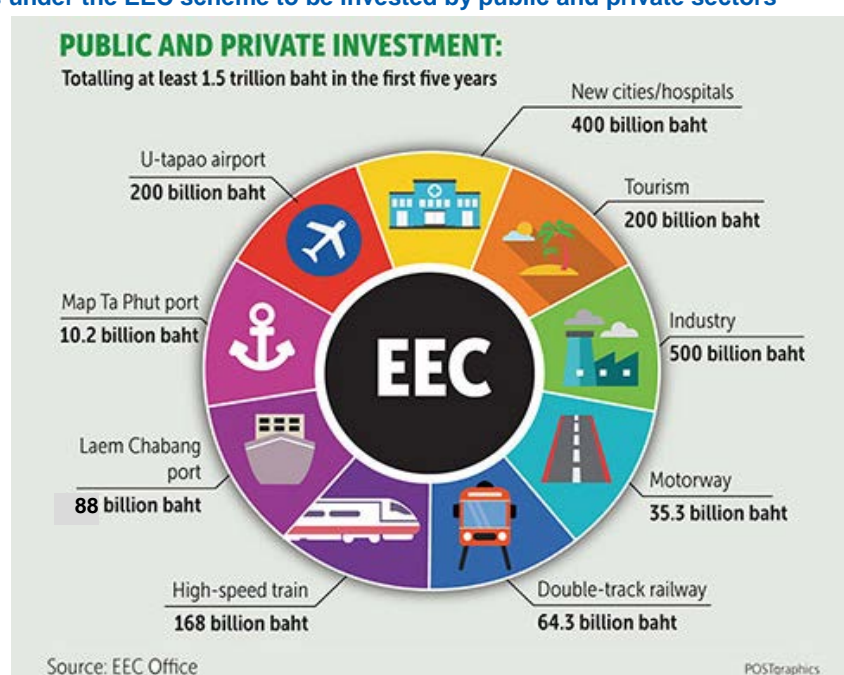 under the EEC scheme to be invested by public and private sectors
PUBLIC AND PRIVATE INVESTMENT:
Totalling at least 1.5 trillion baht in the first five years
New cities/hospitals
400 billion baht
U-tapao airport
200 billion baht
Tourism
200 billion baht
Map Ta Phut port
10.2 billion baht
Industry
500 billion baht
EEC
Laem Chabang
port
88 billion baht
Motorway
35.3 billion baht
High-speed train
168 billion baht
Double-track railway
64.3 billion baht
Source: EEC Office
POSTgraphics